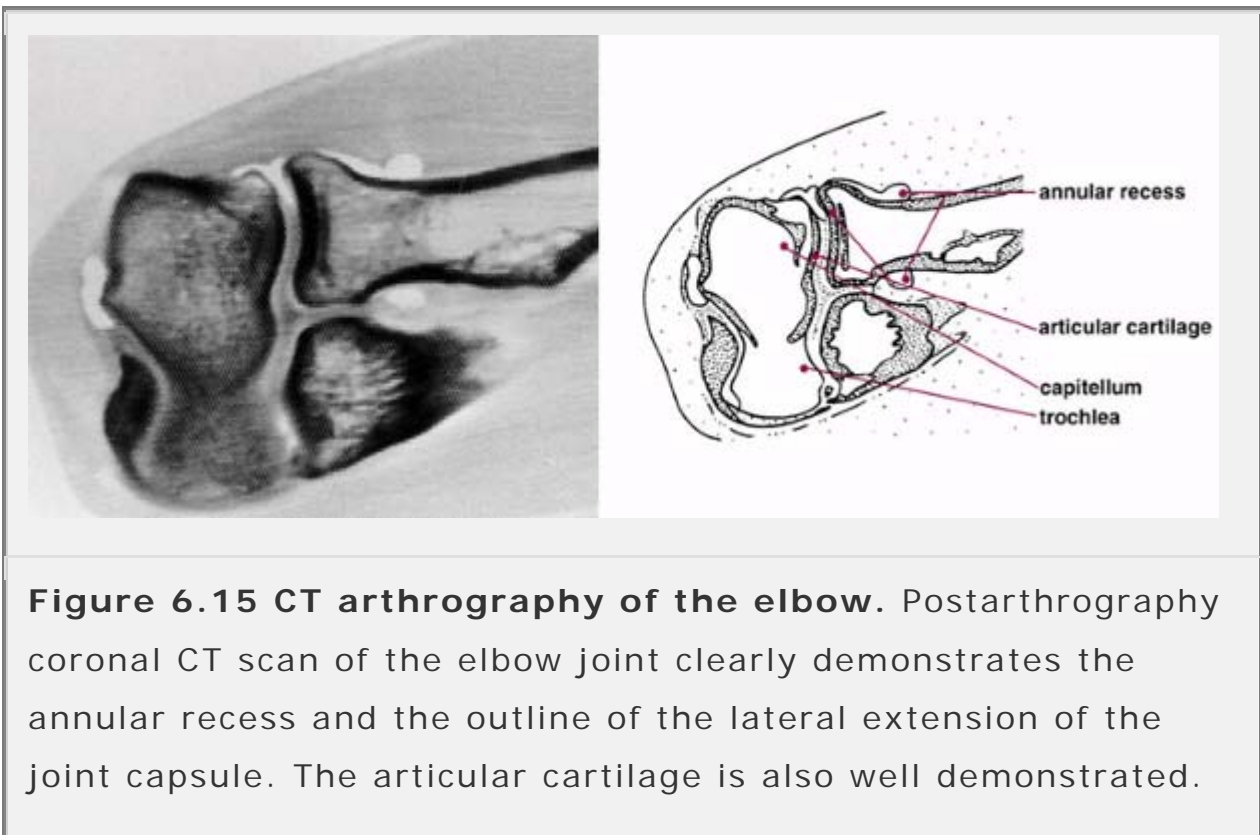 annular recess
articular cartilage
capitellum
trochlea
Figure 6.15 CT arthrography of the elbow. Postarthrography
coronal CT scan of the elbow joint clearly demonstrates the
annular recess and the outline of the lateral extension of the
joint capsule. The articular cartilage is also well demonstrated.